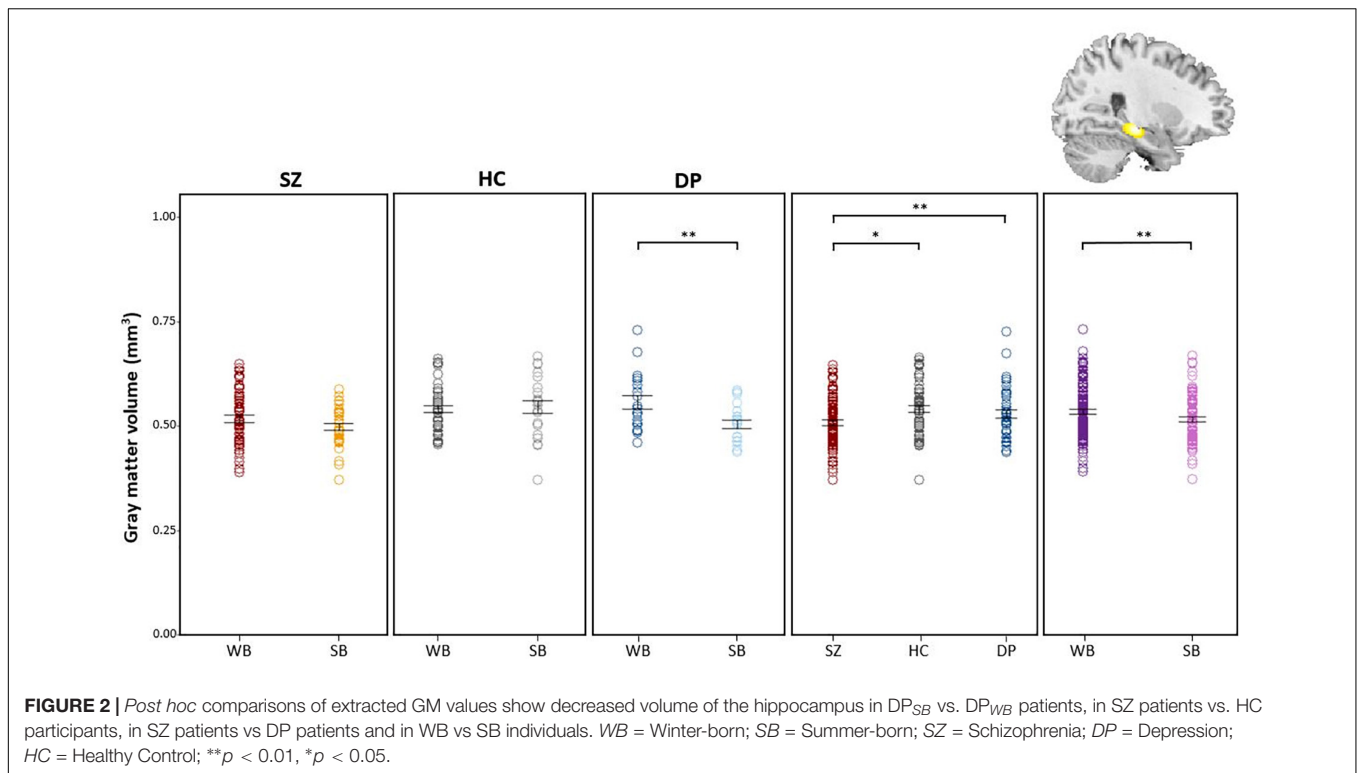 SZ HC DP
Gray matter volume (mm³)
1.00
0.75
0.50
0.25
0.00
** ** * **
WB SB WB SB WB SB SZ HC DP WB SB
FIGURE 2 | Post hoc comparisons of extracted GM values show decreased volume of the hippocampus in DPSB vs. DPWB patients, in SZ patients vs. HC
participants, in SZ patients vs DP patients and in WB vs SB individuals. WB = Winter-born; SB = Summer-born; SZ = Schizophrenia; DP = Depression;
HC = Healthy Control; **p < 0.01, *p < 0.05.